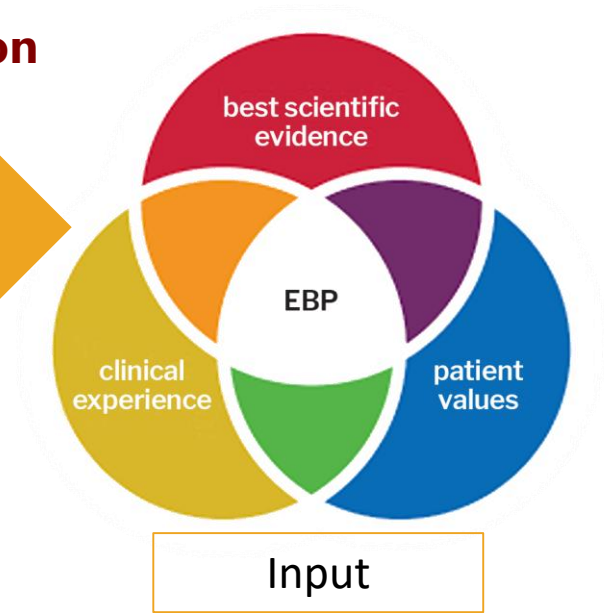 on
best scientific
evidence
EBP
clinical
experience
patient
values
Input